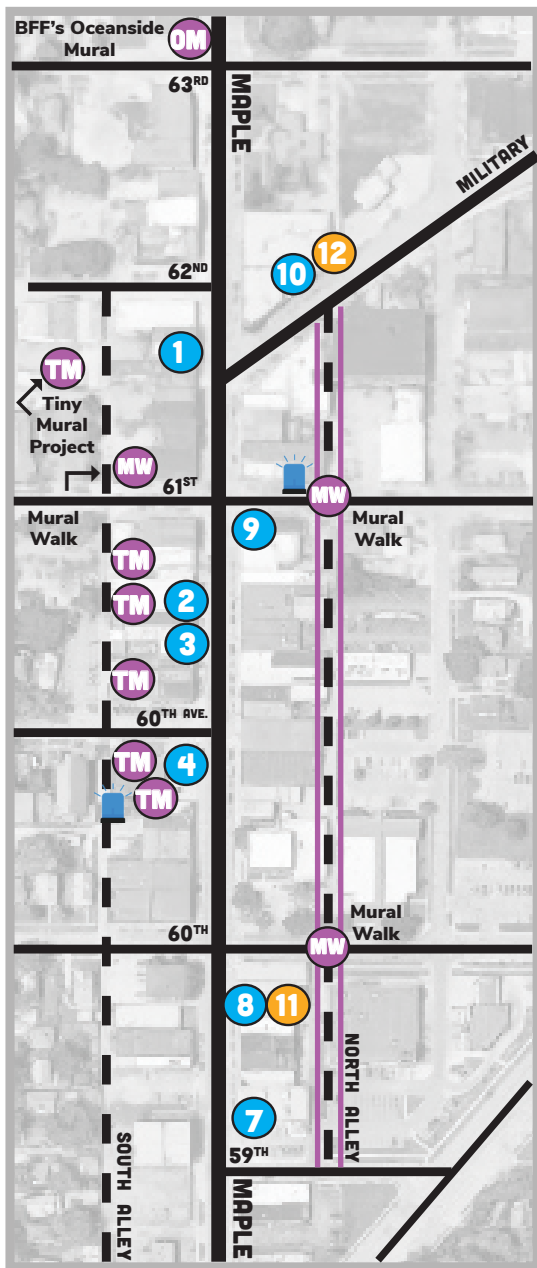 BFF's Oceanside
Mural
OM
63RD
MAPLE
MILITARY
12
10
62ND
1
TM
Tiny
Mural
Project
MW
61ST
MW
Mural
Walk
Mural
Walk
9
TM
TM
2
3
TM
60TH AVE.
TM
4
TM
Mural
Walk
60TH
MW
8
11
NORTH ALLEY
7
SOUTH ALLEY
59TH
MAPLE